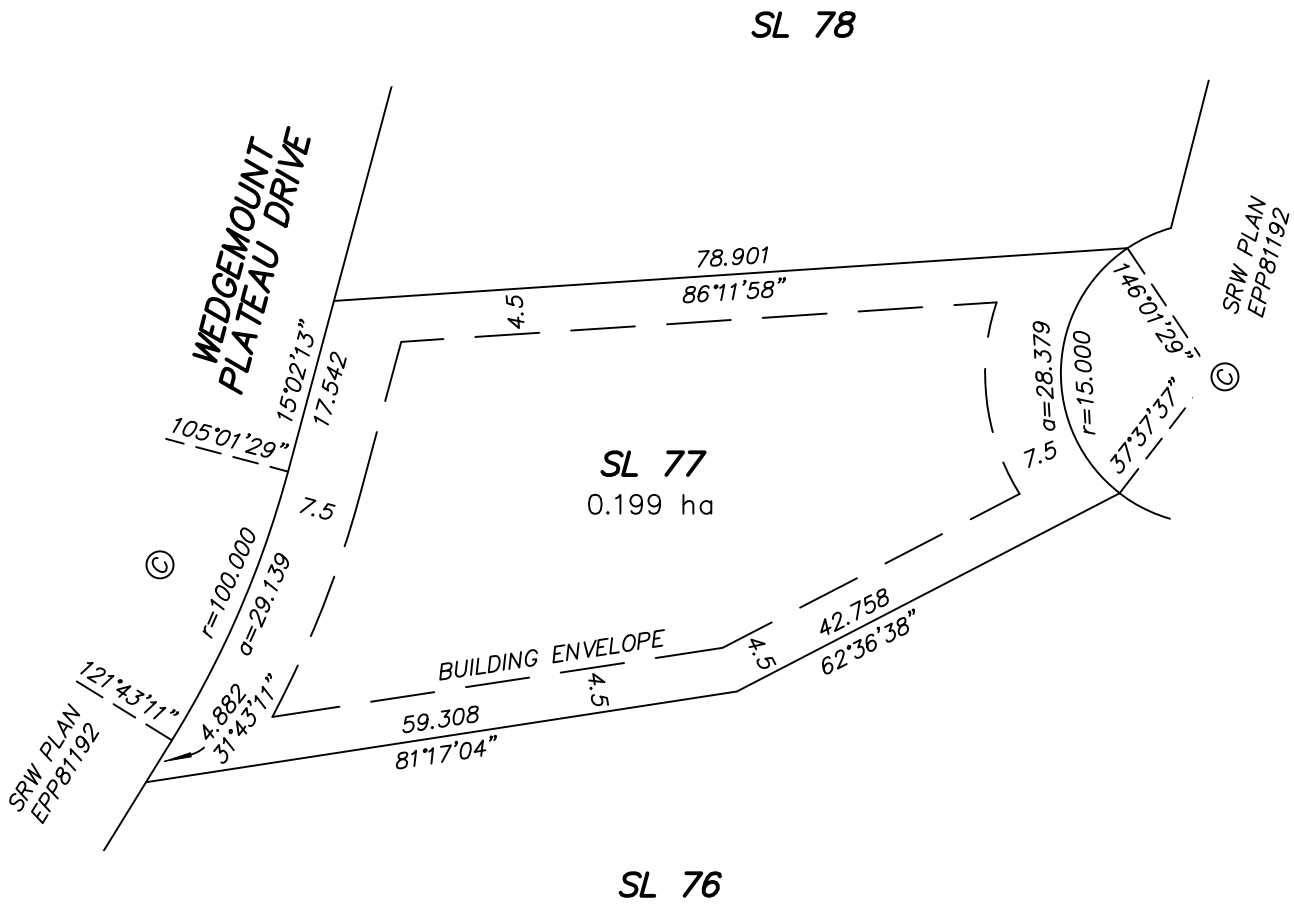 SL 78
WEDGEMOUNT
PLATEAU DRIVE
SRW PLAN
EPP81192
78.901
86°11'58"
4.5
146°01'29"
15°02'13"
17.542
a=28.379
r=15.000
Ⓒ
37°37'37"
105°01'29"
7.5
SL 77
0.199 ha
7.5
Ⓒ
r=100.000
a=29.139
42.758
62°36'38"
BUILDING ENVELOPE
4.5
4.5
121°43'11"
4.882
31°43'11"
59.308
81°17'04"
SRW PLAN
EPP81192
SL 76